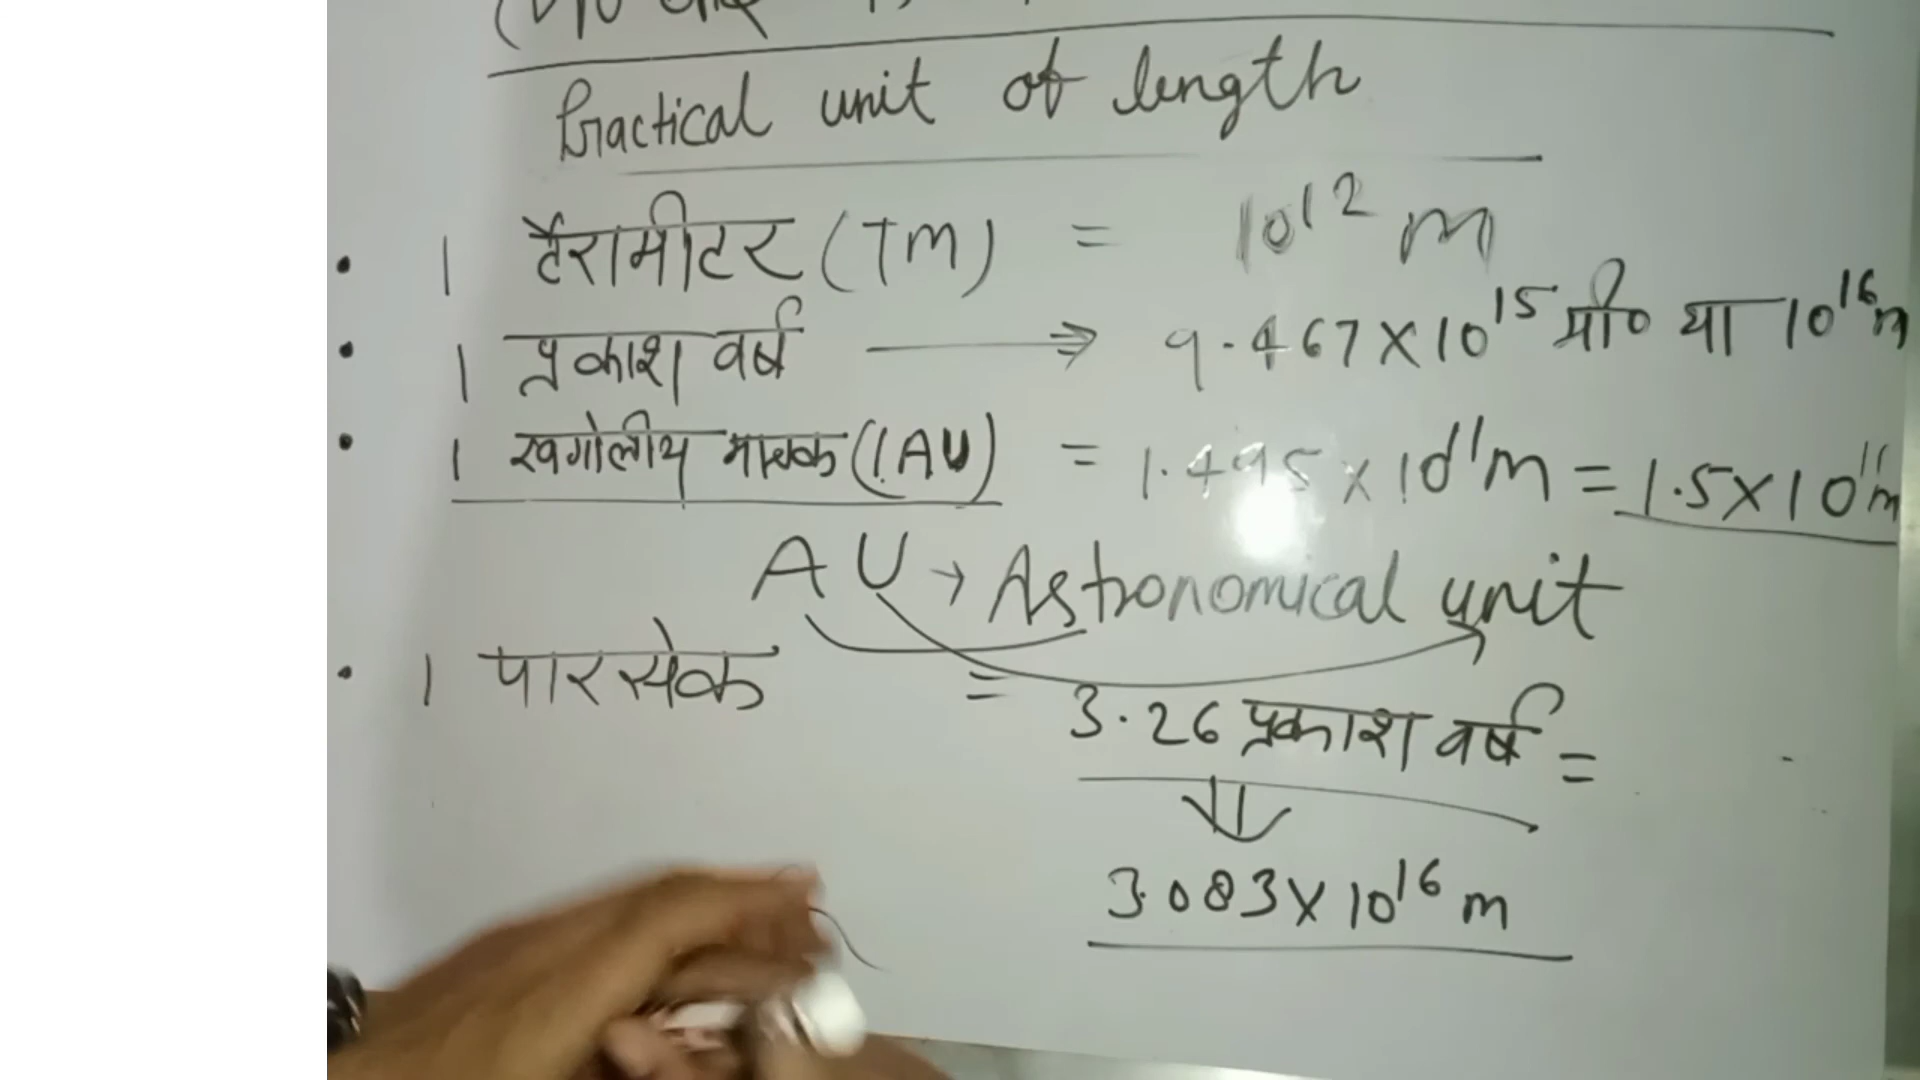 Practical unit of length
• 1 टैरामीटर (TM) = 10¹² m
• 1 प्रकाश वर्ष ⟶ 9.467×10¹⁵ मी० या 10¹⁶ m
• 1 खगोलीय मात्रक (1AU) = 1.495×10¹¹m = 1.5×10¹¹m
AU → Astronomical unit
• 1 पारसेक = 3.26 प्रकाश वर्ष =
3.083×10¹⁶ m